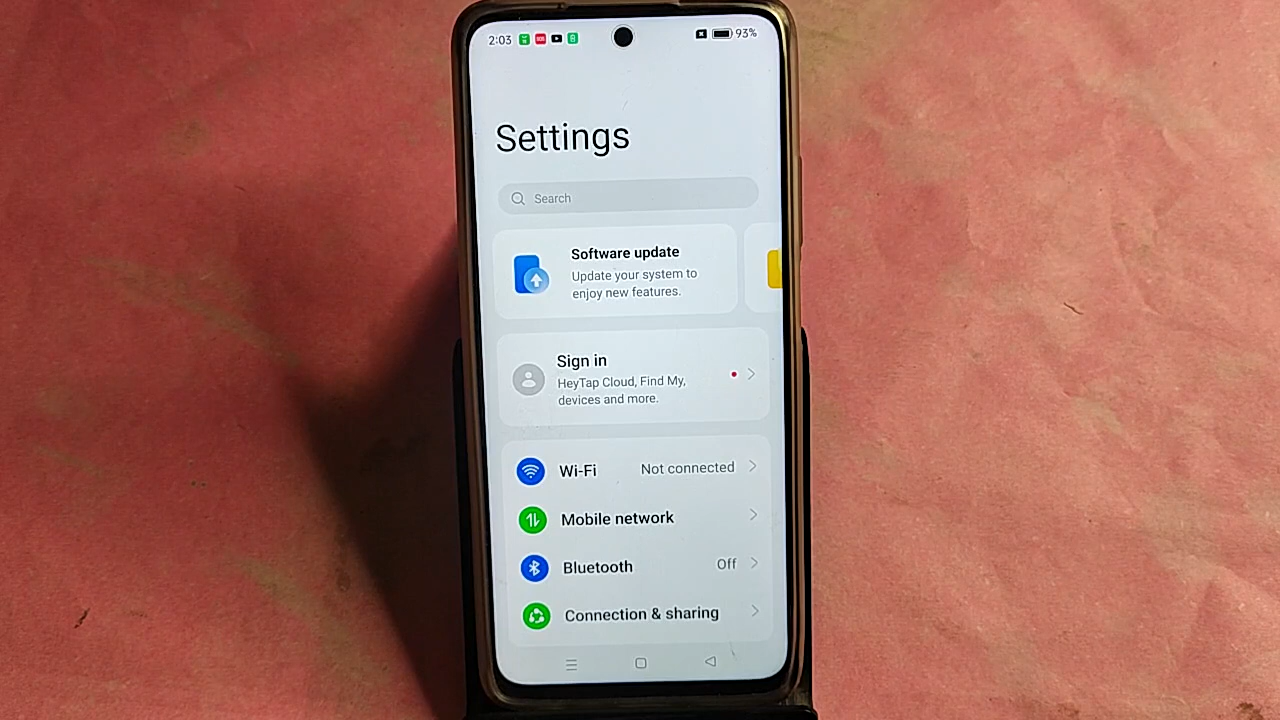 2:03
93%
Settings
Search
Software update
Update your system to
enjoy new features.
Sign in
HeyTap Cloud, Find My,
devices and more.
Wi-Fi Not connected
Mobile network
Bluetooth Off
Connection & sharing